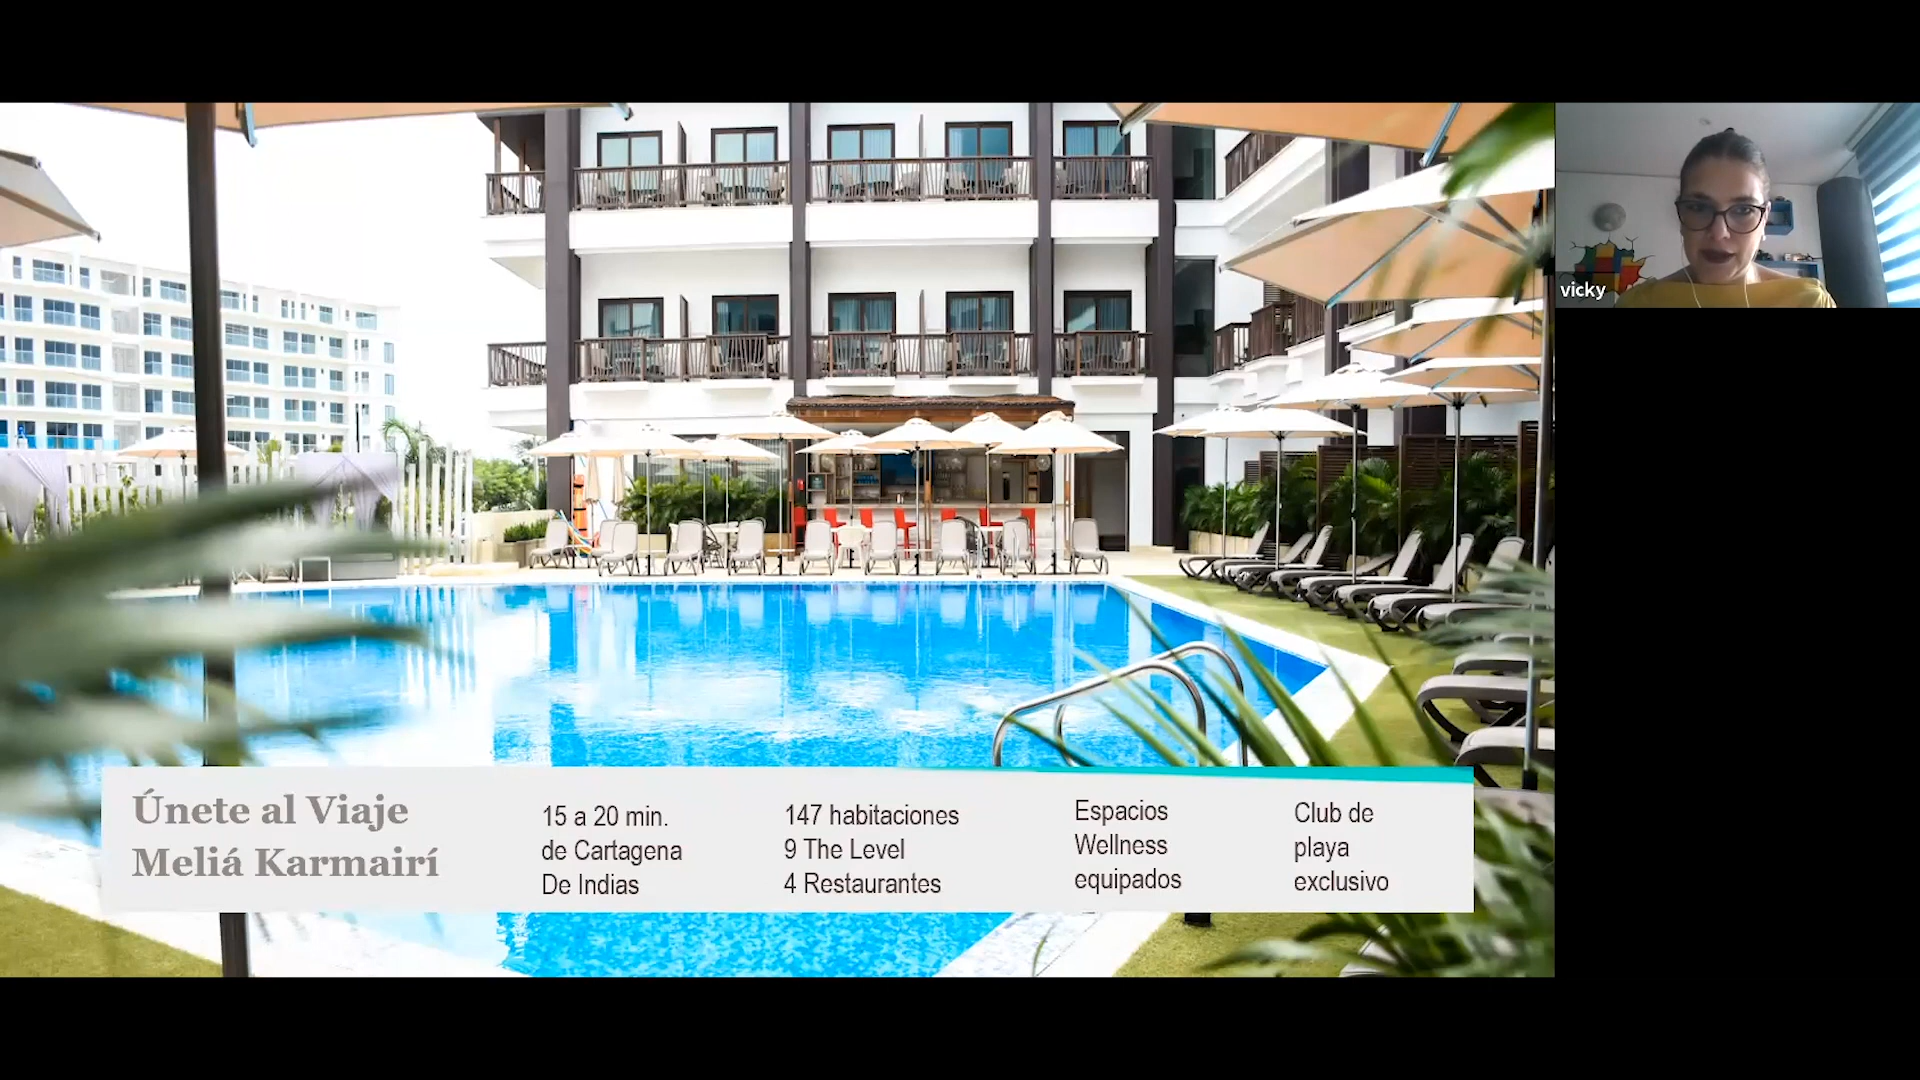 Únete al Viaje
Meliá Karmairí
15 a 20 min.
de Cartagena
De Indias
147 habitaciones
9 The Level
4 Restaurantes
Espacios
Wellness
equipados
Club de
playa
exclusivo
vicky